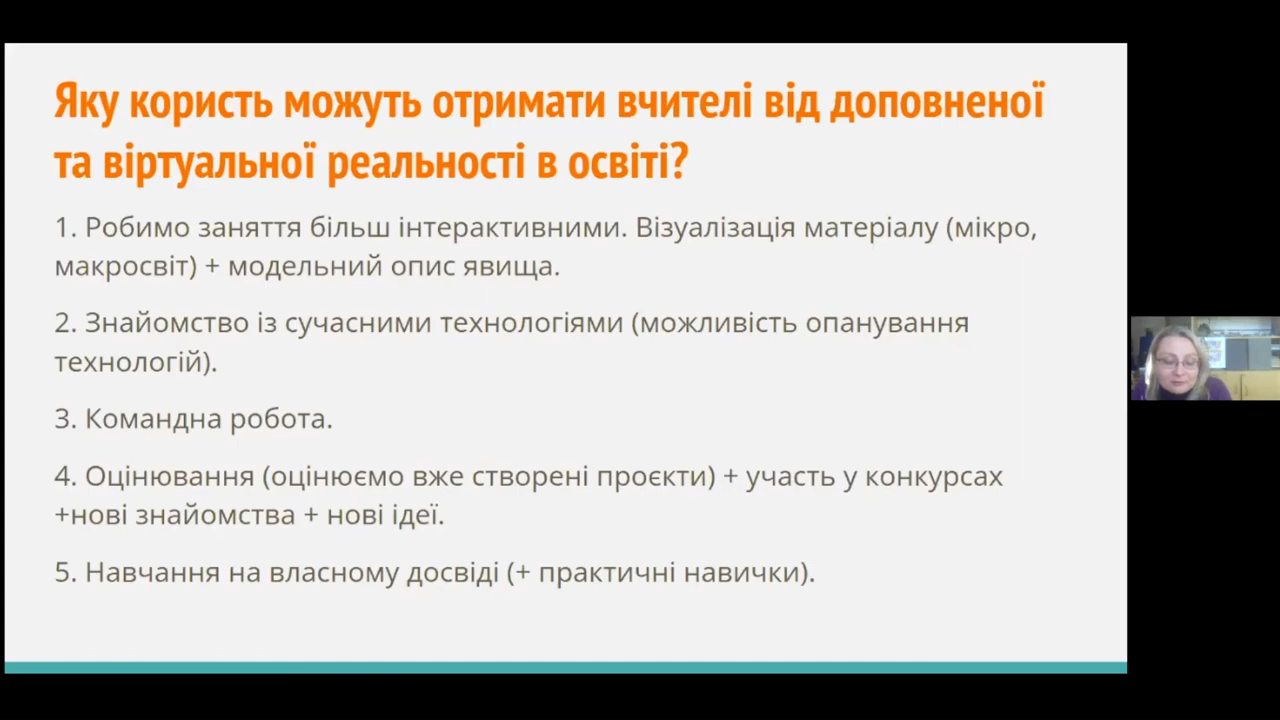 Яку користь можуть отримати вчителі від доповненої
та віртуальної реальності в освіті?
1. Робимо заняття більш інтерактивними. Візуалізація матеріалу (мікро,
макросвіт) + модельний опис явища.
2. Знайомство із сучасними технологіями (можливість опанування
технологій).
3. Командна робота.
4. Оцінювання (оцінюємо вже створені проєкти) + участь у конкурсах
+нові знайомства + нові ідеї.
5. Навчання на власному досвіді (+ практичні навички).